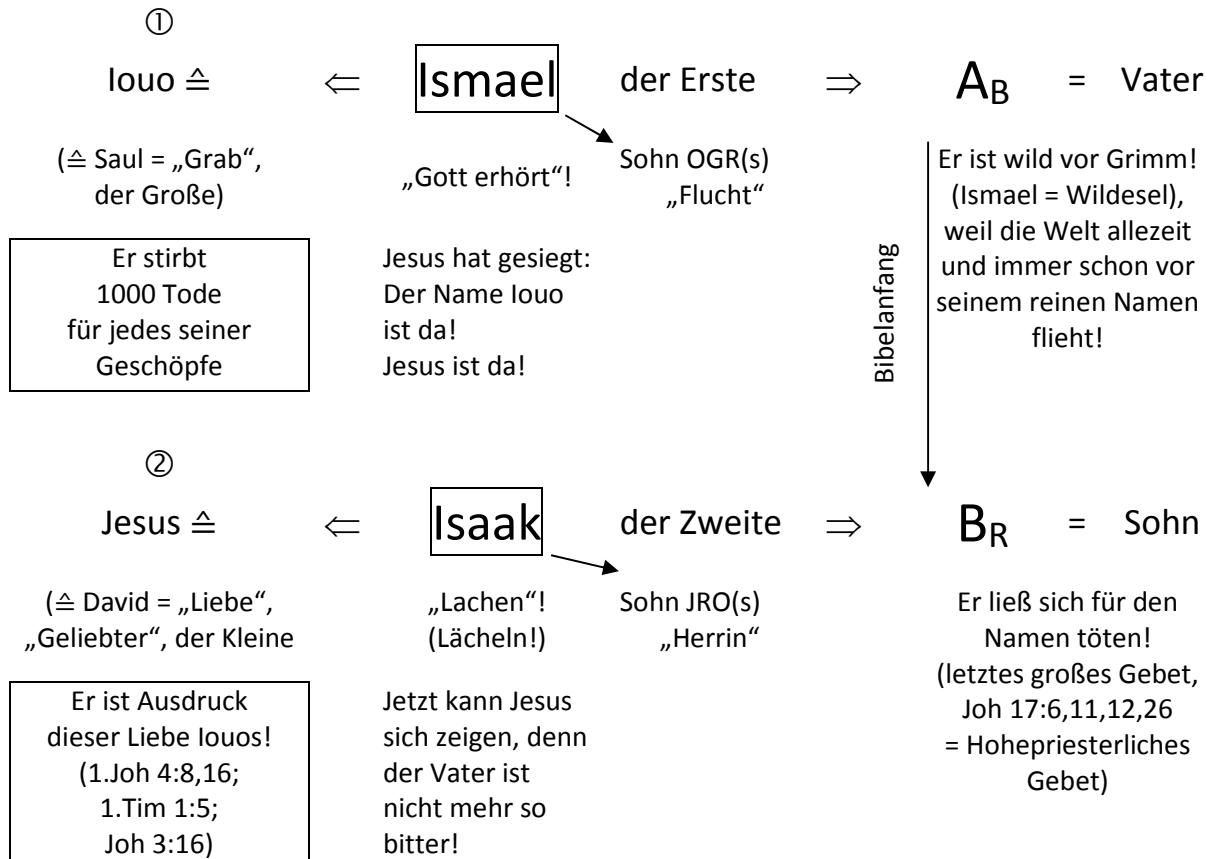 ①
Iouo ≙ ⇐ Ismael der Erste ⇒ A_B = Vater
(≙ Saul = „Grab“,
der Große)
„Gott erhört“!
Sohn OGR(s)
„Flucht“
Er ist wild vor Grimm!
(Ismael = Wildesel),
weil die Welt allezeit
und immer schon vor
seinem reinen Namen
flieht!
Er stirbt
1000 Tode
für jedes seiner
Geschöpfe
Jesus hat gesiegt:
Der Name Iouo
ist da!
Jesus ist da!
Bibelanfang
②
Jesus ≙ ⇐ Isaak der Zweite ⇒ B_R = Sohn
(≙ David = „Liebe“,
„Geliebter“, der Kleine
„Lachen“!
(Lächeln!)
Sohn JRO(s)
„Herrin“
Er ließ sich für den
Namen töten!
(letztes großes Gebet,
Joh 17:6,11,12,26
= Hohepriesterliches
Gebet)
Er ist Ausdruck
dieser Liebe Iouos!
(1.Joh 4:8,16;
1.Tim 1:5;
Joh 3:16)
Jetzt kann Jesus
sich zeigen, denn
der Vater ist
nicht mehr so
bitter!